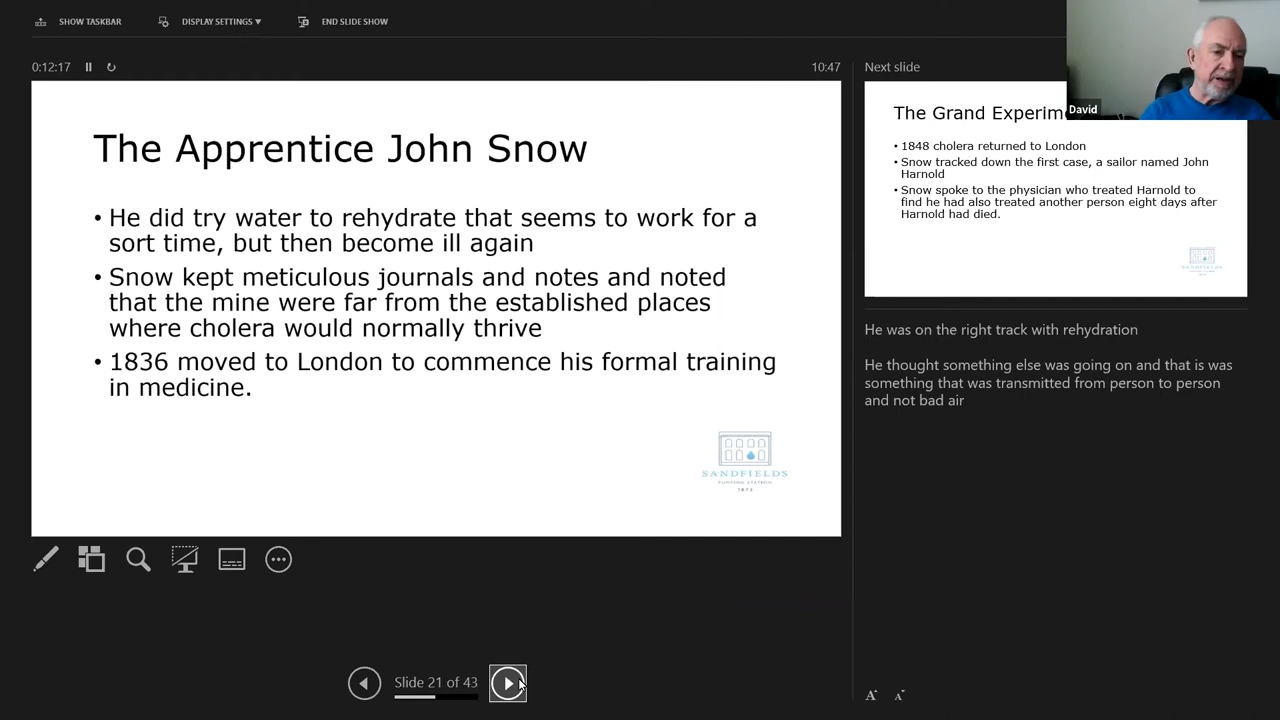 SHOW TASKBAR
DISPLAY SETTINGS
END SLIDE SHOW
0:12:17
10:47
The Apprentice John Snow
• He did try water to rehydrate that seems to work for a
sort time, but then become ill again
• Snow kept meticulous journals and notes and noted
that the mine were far from the established places
where cholera would normally thrive
• 1836 moved to London to commence his formal training
in medicine.
SANDFIELDS
PUMPING STATION
1873
Slide 21 of 43
Next slide
David
The Grand Experim
• 1848 cholera returned to London
• Snow tracked down the first case, a sailor named John
Harnold
• Snow spoke to the physician who treated Harnold to
find he had also treated another person eight days after
Harnold had died.
SANDFIELDS
He was on the right track with rehydration
He thought something else was going on and that is was
something that was transmitted from person to person
and not bad air
A A